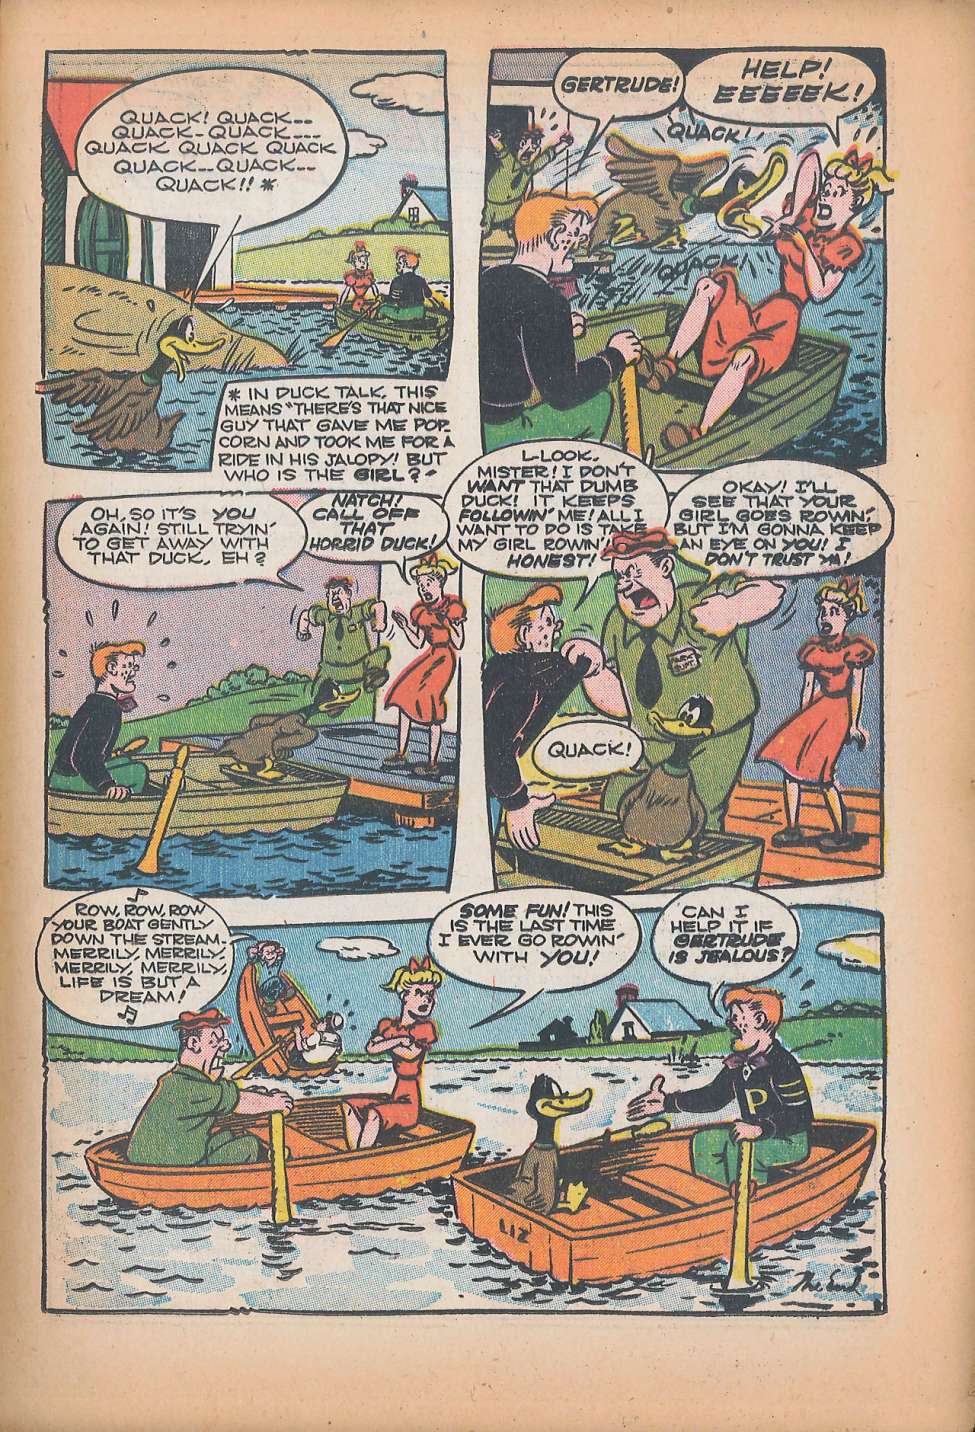 QUACK! QUACK--
QUACK-QUACK---
QUACK QUACK QUACK
QUACK--QUACK--
QUACK!! *
* IN DUCK TALK, THIS
MEANS "THERE'S THAT NICE
GUY THAT GAVE ME POP-
CORN AND TOOK ME FOR A
RIDE IN HIS JALOPY! BUT
WHO IS THE GIRL?"
GERTRUDE!
HELP!
EEEEEEK!
QUACK!
QUACK
OH, SO IT'S YOU
AGAIN! STILL TRYIN'
TO GET AWAY WITH
THAT DUCK, EH?
NATCH!
CALL OFF
THAT
HORRID DUCK!
L-LOOK,
MISTER! I DON'T
WANT THAT DUMB
DUCK! IT KEEPS
FOLLOWIN' ME! ALL I
WANT TO DO IS TAKE
MY GIRL ROWIN'!
HONEST!
OKAY! I'LL
SEE THAT YOUR
GIRL GOES ROWIN',
BUT I'M GONNA KEEP
AN EYE ON YOU! I
DON'T TRUST YA!
QUACK!
ROW, ROW, ROW
YOUR BOAT GENTLY
DOWN THE STREAM-
MERRILY, MERRILY,
MERRILY, MERRILY,
LIFE IS BUT A
DREAM!
SOME FUN! THIS
IS THE LAST TIME
I EVER GO ROWIN'
WITH YOU!
CAN I
HELP IT IF
GERTRUDE
IS JEALOUS?
P
LIZ
The End